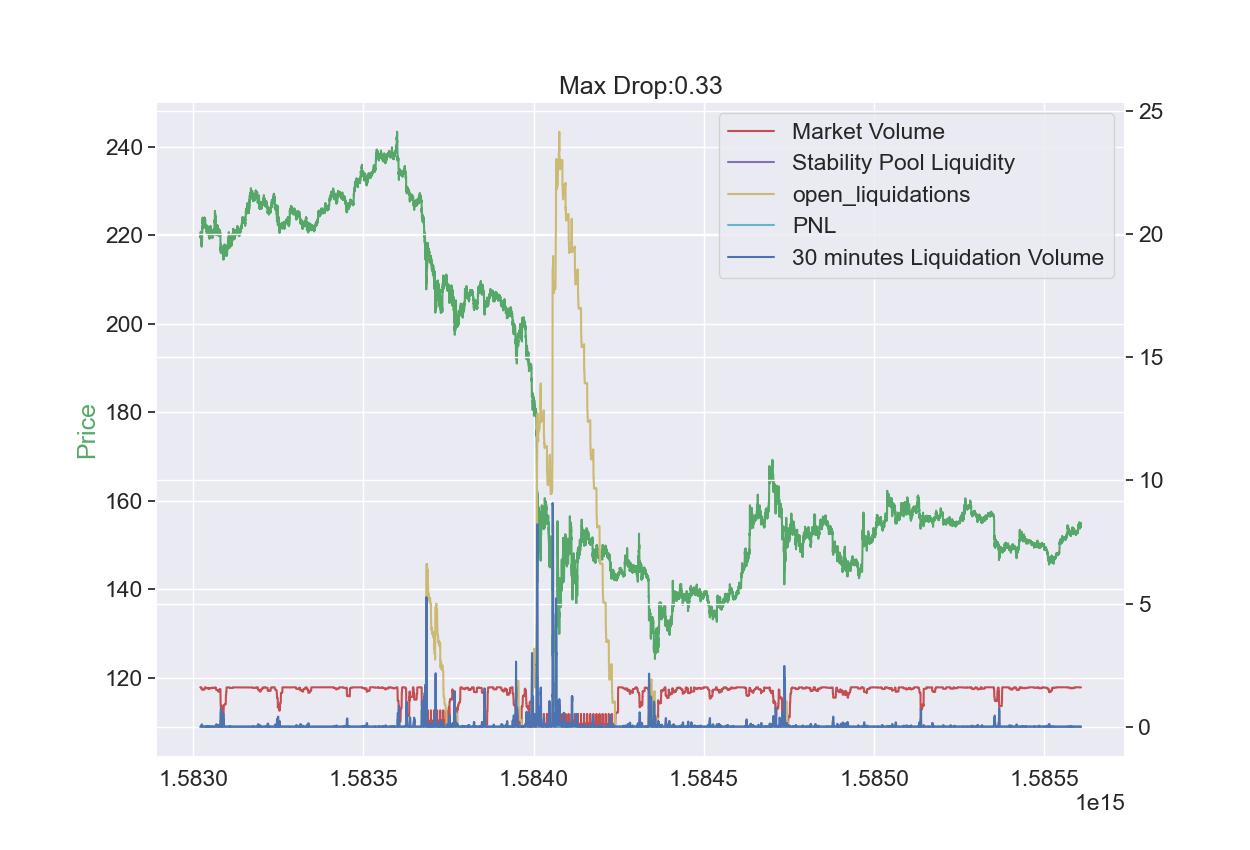 Max Drop:0.33
Market Volume
Stability Pool Liquidity
open_liquidations
PNL
30 minutes Liquidation Volume
Price
240
220
200
180
160
140
120
25
20
15
10
5
0
1.5830 1.5835 1.5840 1.5845 1.5850 1.5855
1e15